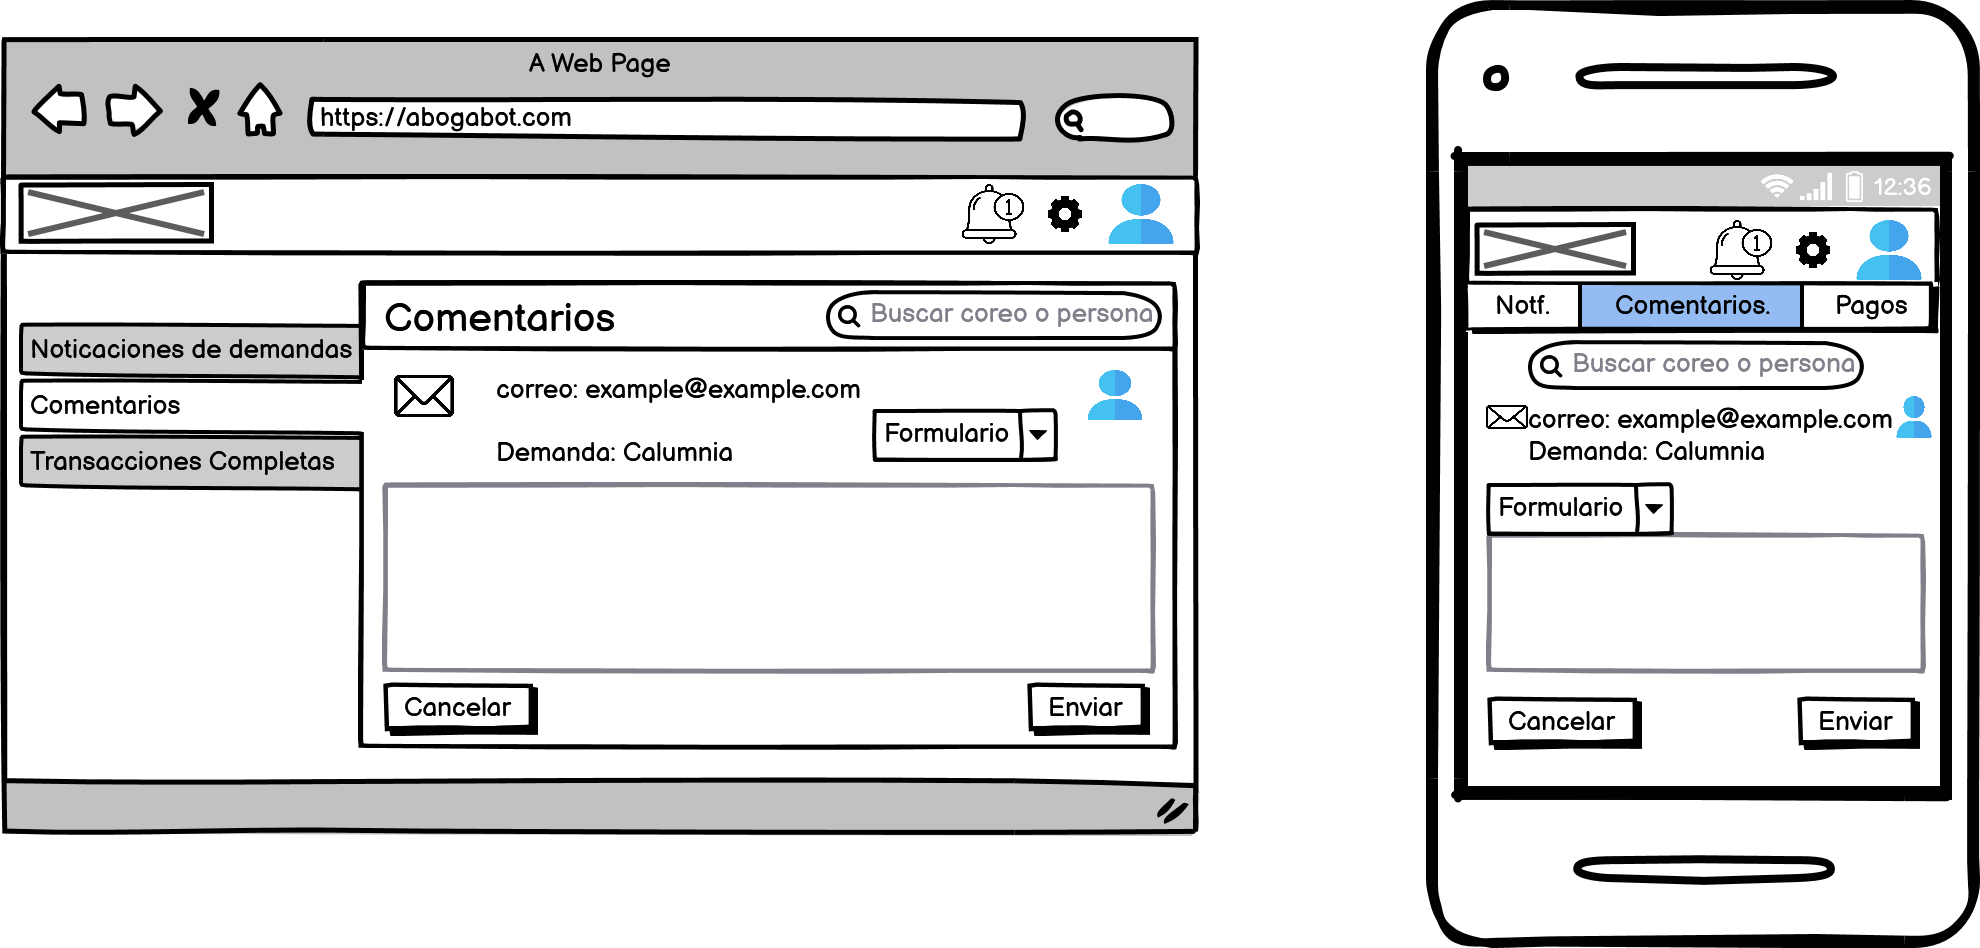 A Web Page
https://abogabot.com
1
Comentarios
Buscar coreo o persona
Noticaciones de demandas
Comentarios
Transacciones Completas
correo: example@example.com
Formulario
Demanda: Calumnia
Cancelar
Enviar
12:36
1
Notf.
Comentarios.
Pagos
Buscar coreo o persona
correo: example@example.com
Demanda: Calumnia
Formulario
Cancelar
Enviar